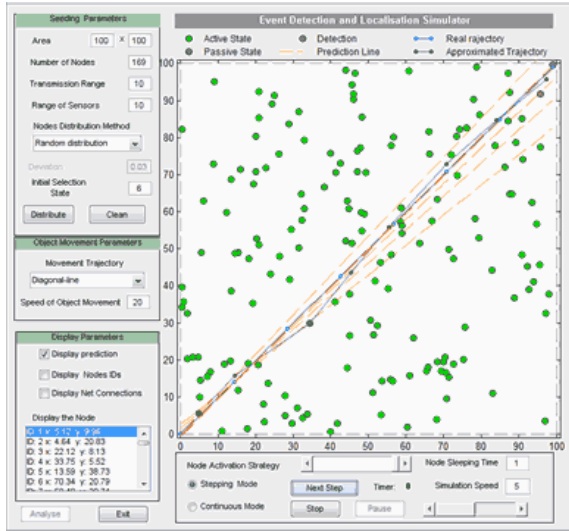 Seeding Parameters
Area 100 × 100
Number of Nodes 169
Transmission Range 10
Range of Sensors 10
Nodes Distribution Method
Random distribution
Deviation 0.03
Initial Selection State 6
Distribute Clean
Object Movement Parameters
Movement Trajectory
Diagonal-line
Speed of Object Movement 20
Display Parameters
Display prediction
Display Nodes IDs
Display Net Connections
Display the Node
ID: 1 x: 5.12 y: 9.96
ID: 2 x: 4.64 y: 20.83
ID: 3 x: 22.12 y: 8.13
ID: 4 x: 33.75 y: 5.52
ID: 5 x: 13.59 y: 38.73
ID: 6 x: 70.34 y: 20.79
Analyse Exit
Event Detection and Localisation Simulator
Active State Detection Real rajectory
Passive State Prediction Line Approximated Trajectory
100
90
80
70
60
50
40
30
20
10
0
0 10 20 30 40 50 60 70 80 90 100
Node Activation Strategy Node Sleeping Time 1
Stepping Mode Next Step Timer: Simulation Speed 5
Continuous Mode Stop Pause